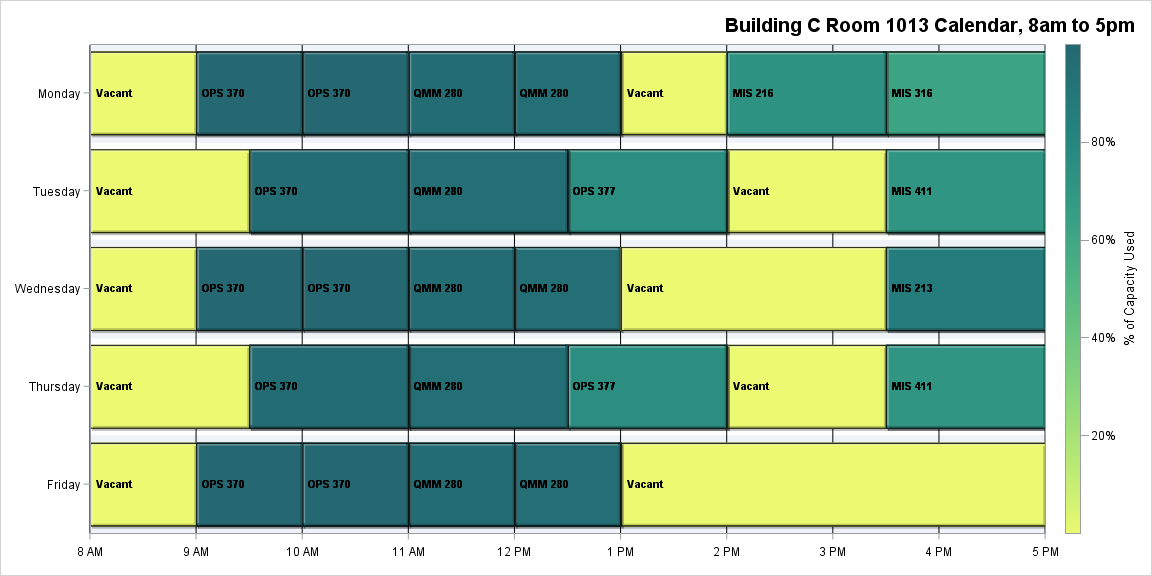 Building C Room 1013 Calendar, 8am to 5pm
Monday
Vacant
OPS 370
OPS 370
QMM 280
QMM 280
Vacant
MIS 216
MIS 316
Tuesday
Vacant
OPS 370
QMM 280
OPS 377
Vacant
MIS 411
Wednesday
Vacant
OPS 370
OPS 370
QMM 280
QMM 280
Vacant
MIS 213
Thursday
Vacant
OPS 370
QMM 280
OPS 377
Vacant
MIS 411
Friday
Vacant
OPS 370
OPS 370
QMM 280
QMM 280
Vacant
8 AM
9 AM
10 AM
11 AM
12 PM
1 PM
2 PM
3 PM
4 PM
5 PM
80%
60%
40%
20%
% of Capacity Used